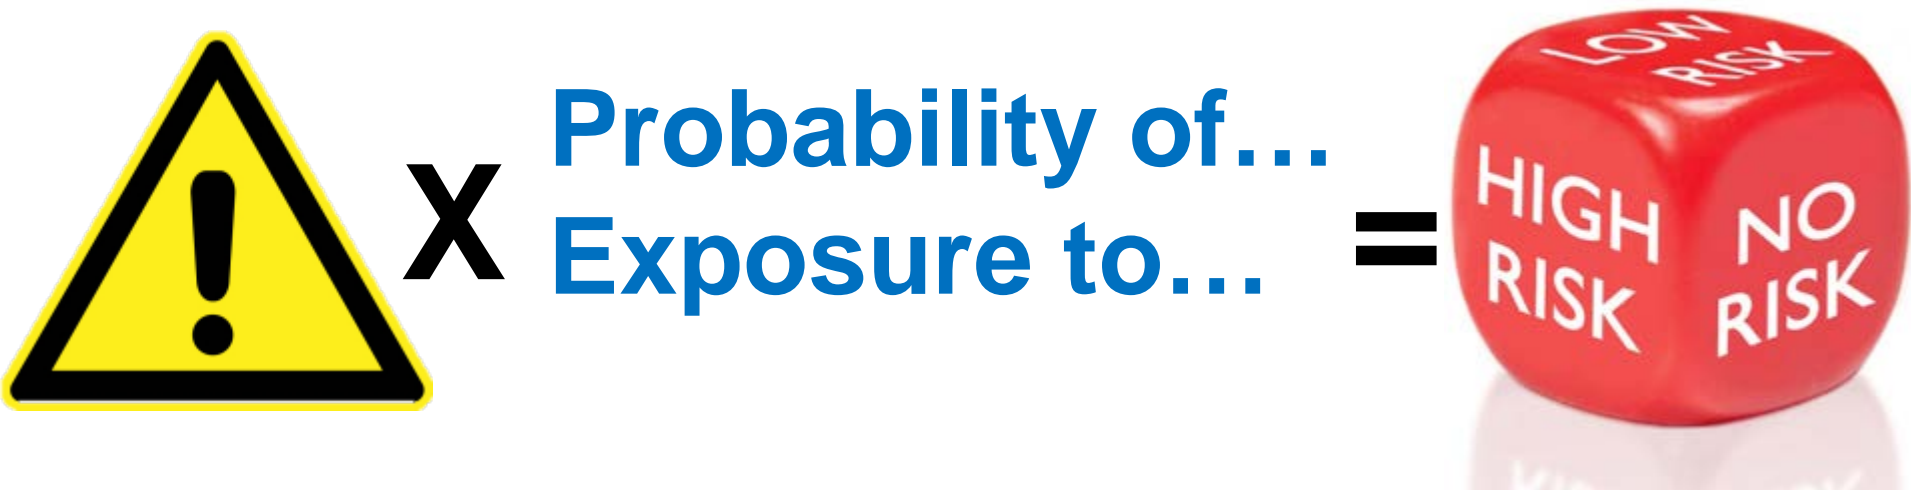 !
X
Probability of…
Exposure to…
=
LOW
RISK
HIGH
RISK
NO
RISK